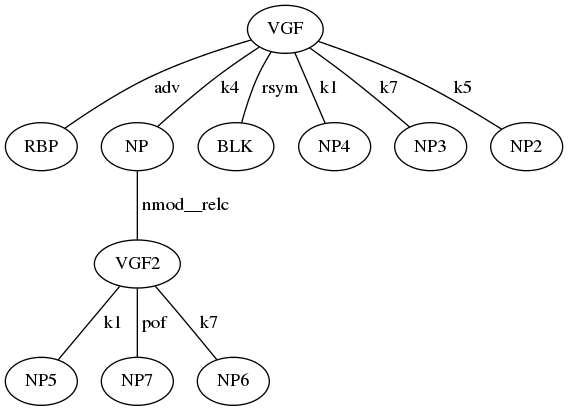 VGF
adv k4 rsym k1 k7 k5
RBP NP BLK NP4 NP3 NP2
nmod__relc
VGF2
k1 pof k7
NP5 NP7 NP6